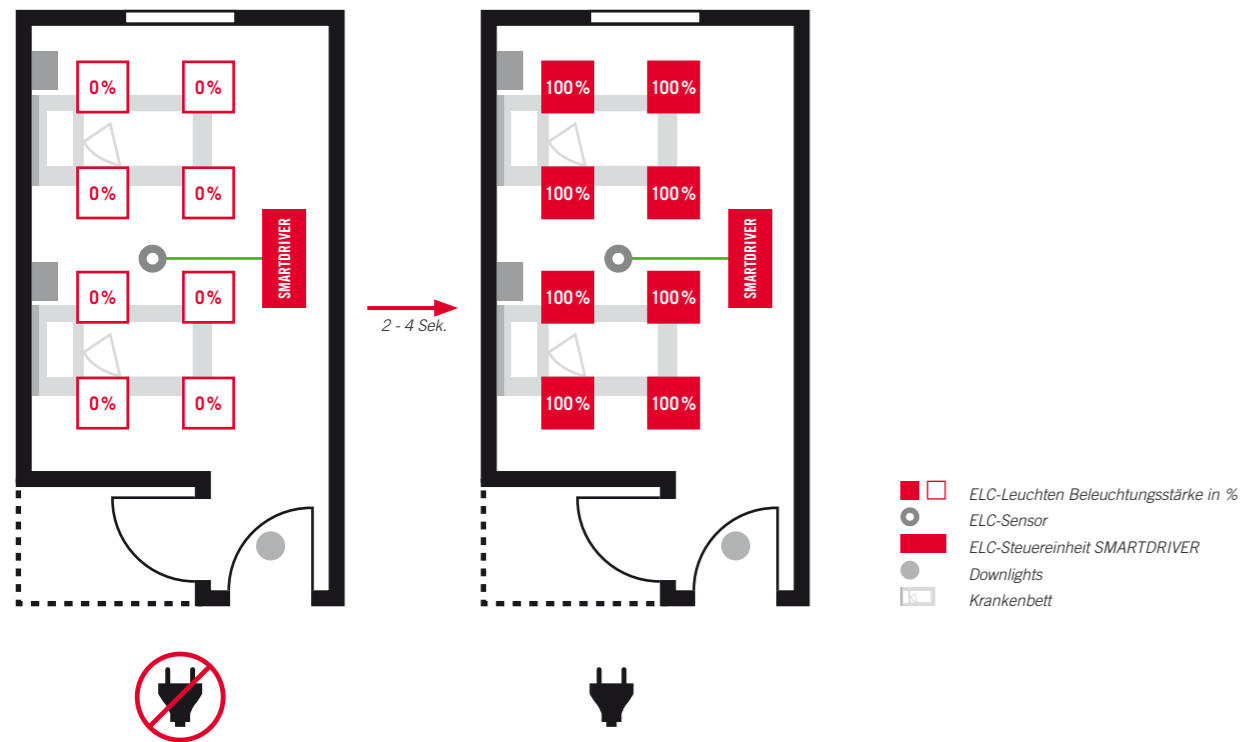 0% 0%
0% 0%
SMARTDRIVER
0% 0%
0% 0%
2 - 4 Sek.
100% 100%
100% 100%
SMARTDRIVER
100% 100%
100% 100%
ELC-Leuchten Beleuchtungsstärke in %
ELC-Sensor
ELC-Steuereinheit SMARTDRIVER
Downlights
Krankenbett